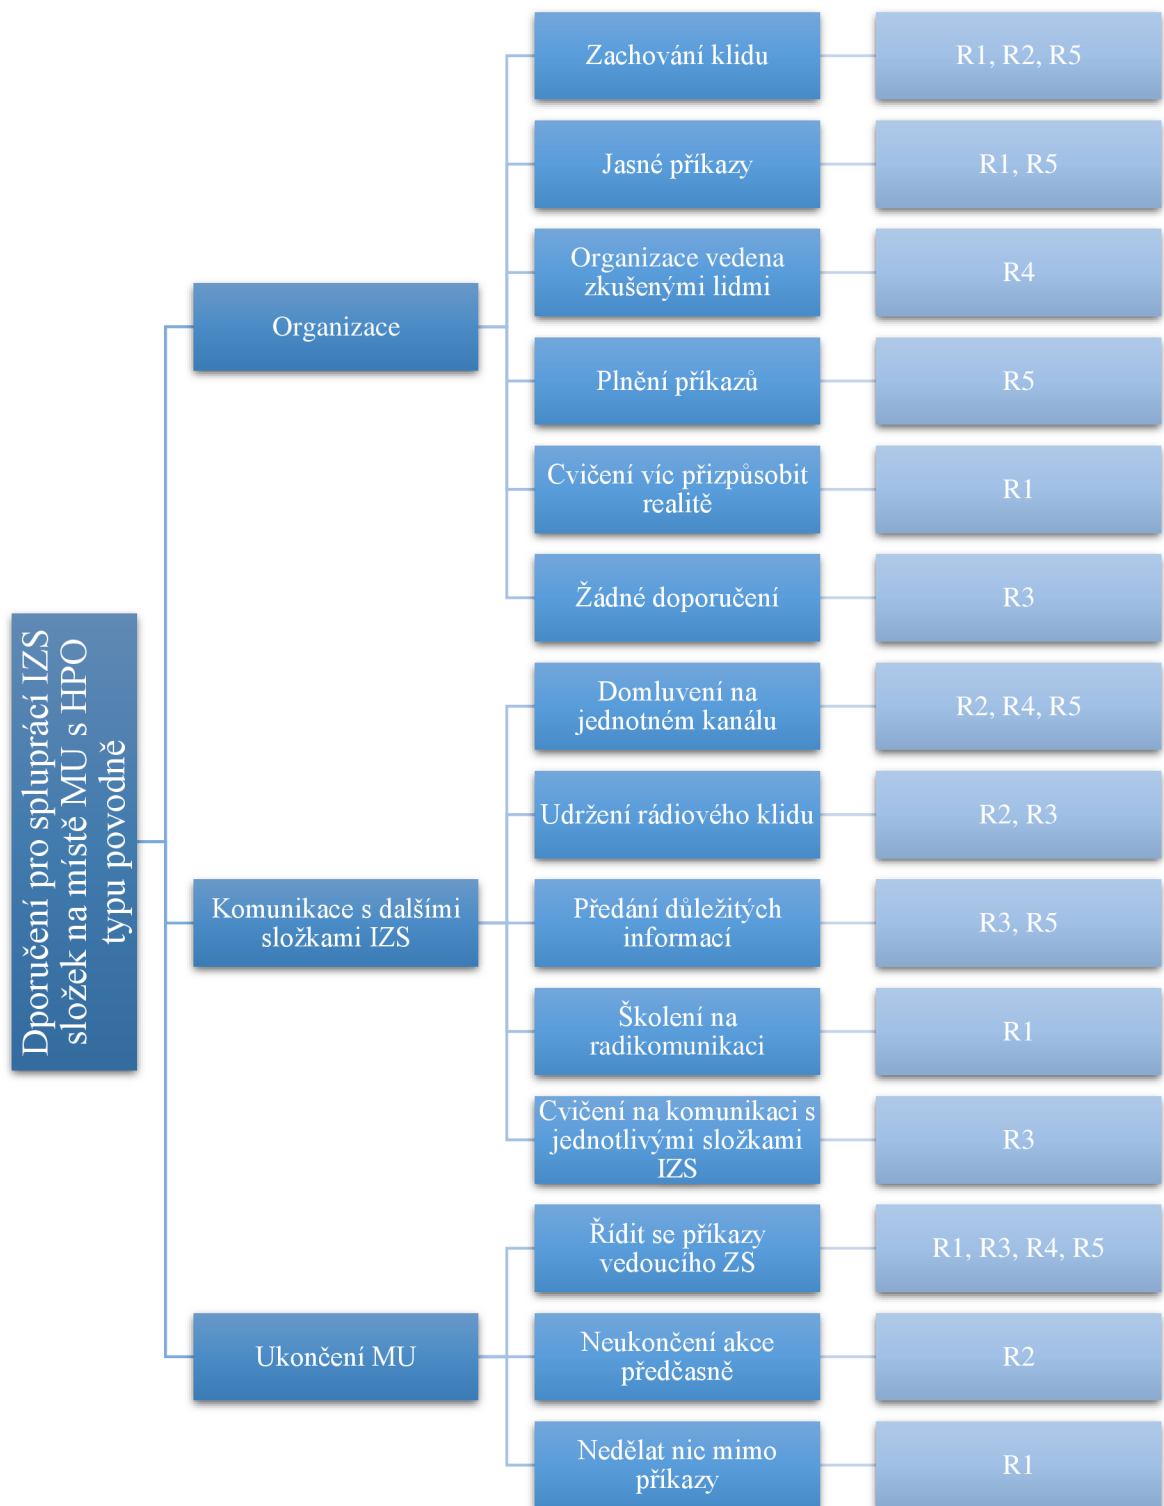 Dporučení pro spluprácí IZS
složek na místě MU s HPO
typu povodně
Organizace
Zachování klidu
R1, R2, R5
Jasné příkazy
R1, R5
Organizace vedena
zkušenými lidmi
R4
Plnění příkazů
R5
Cvičení víc přizpůsobit
realitě
R1
Žádné doporučení
R3
Komunikace s dalšími
složkami IZS
Domluvení na
jednotném kanálu
R2, R4, R5
Udržení rádiového klidu
R2, R3
Předání důležitých
informací
R3, R5
Školení na
radikomunikaci
R1
Cvičení na komunikaci s
jednotlivými složkami
IZS
R3
Ukončení MU
Řídit se příkazy
vedoucího ZS
R1, R3, R4, R5
Neukončení akce
předčasně
R2
Nedělat nic mimo
příkazy
R1